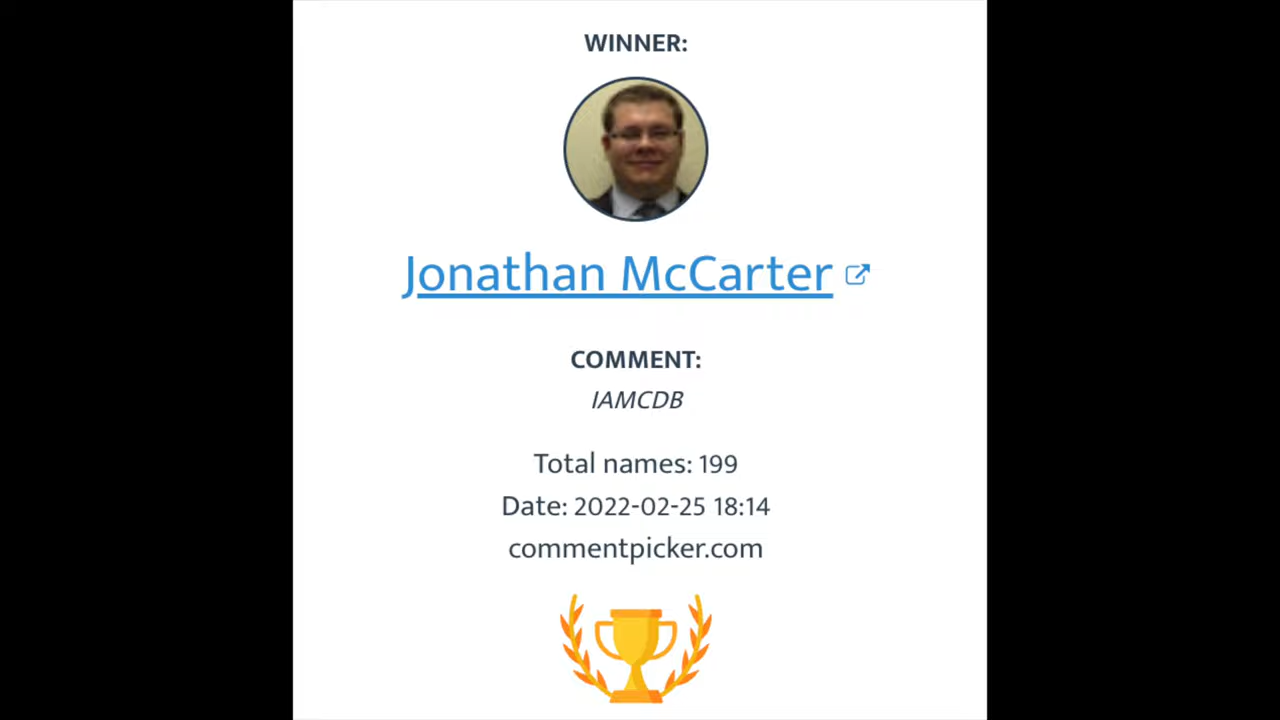 WINNER:
Jonathan McCarter
COMMENT:
IAMCDB
Total names: 199
Date: 2022-02-25 18:14
commentpicker.com